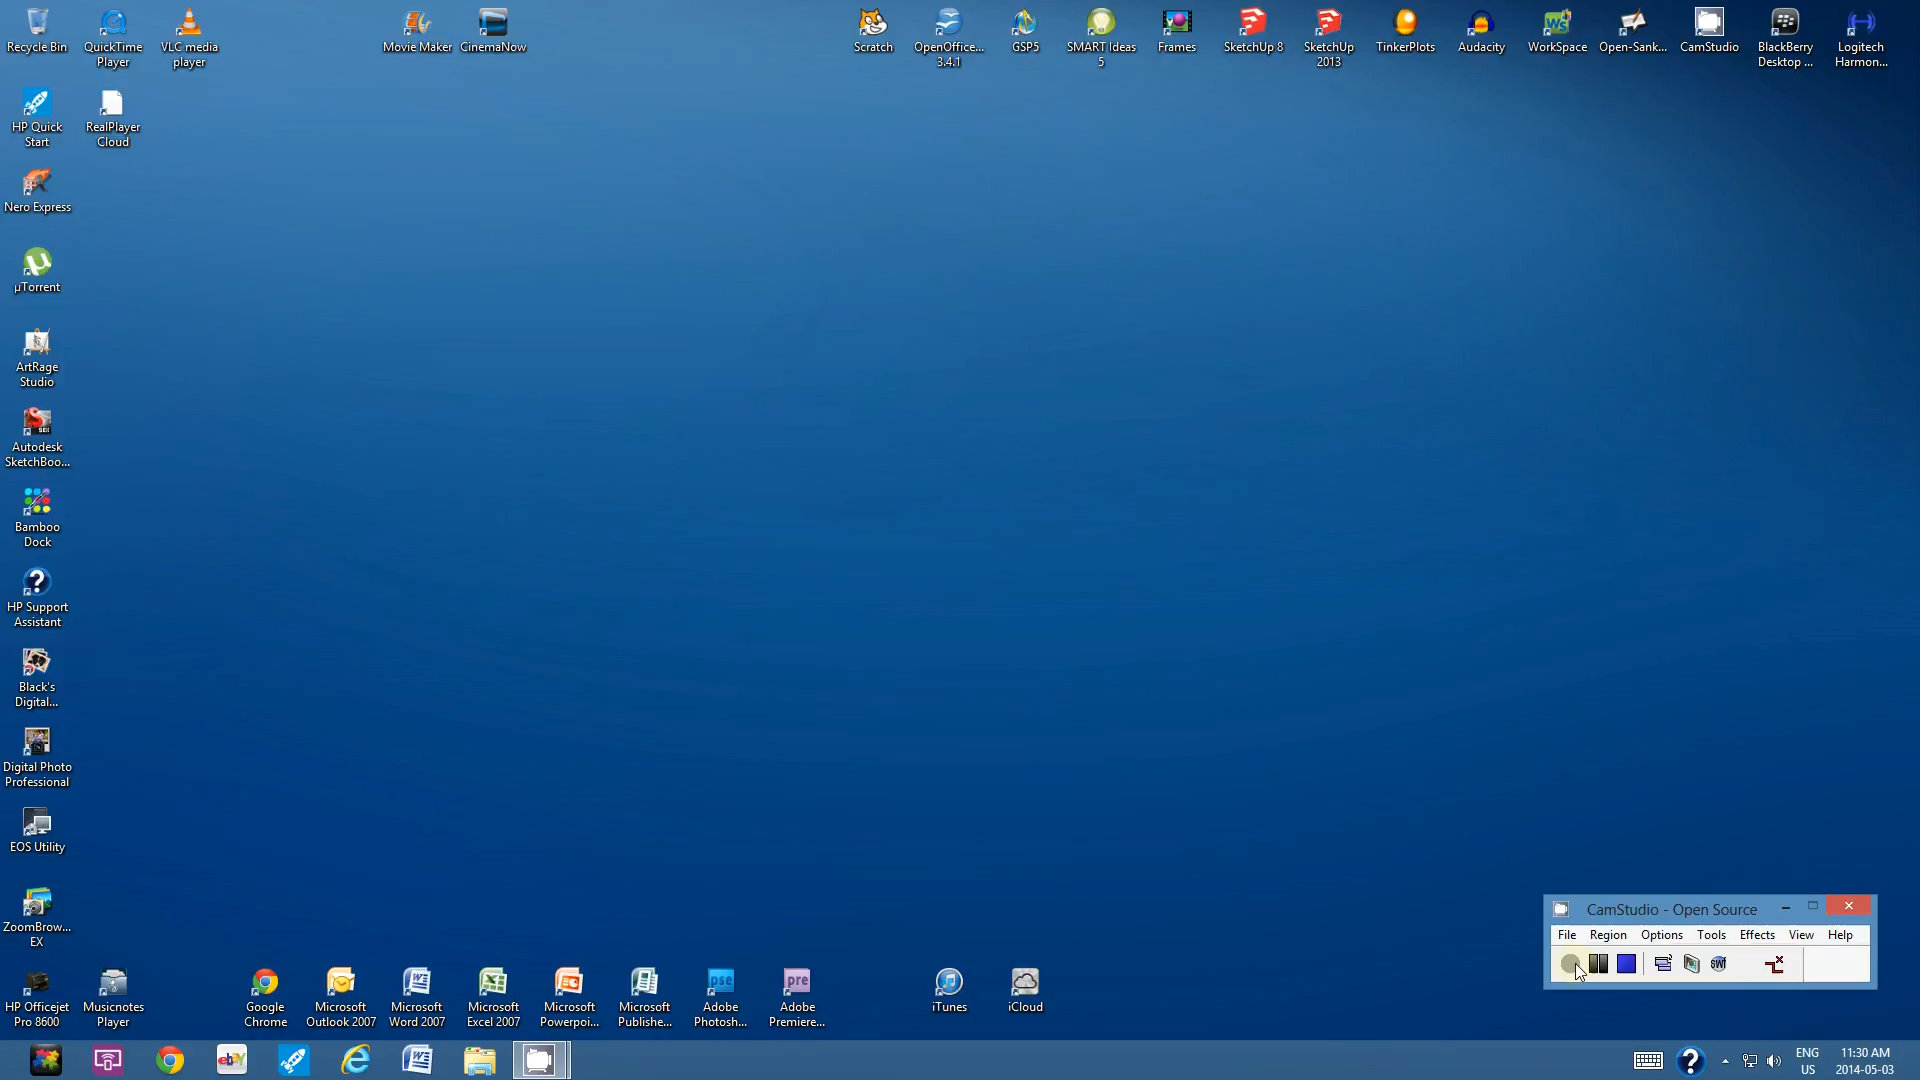 Recycle Bin
QuickTime
Player
VLC media
player
Movie Maker
CinemaNow
Scratch
OpenOffice...
3.4.1
GSP5
SMART Ideas
5
Frames
SketchUp 8
SketchUp
2013
TinkerPlots
Audacity
WorkSpace
Open-Sank...
CamStudio
BlackBerry
Desktop ...
Logitech
Harmon...
HP Quick
Start
RealPlayer
Cloud
Nero Express
µTorrent
ArtRage
Studio
Autodesk
SketchBoo...
Bamboo
Dock
HP Support
Assistant
Black's
Digital...
Digital Photo
Professional
EOS Utility
ZoomBrow...
EX
CamStudio - Open Source
File Region Options Tools Effects View Help
SWF
HP Officejet
Pro 8600
Musicnotes
Player
Google
Chrome
Microsoft
Outlook 2007
Microsoft
Word 2007
Microsoft
Excel 2007
Microsoft
Powerpoi...
Microsoft
Publishe...
pse
Adobe
Photosh...
pre
Adobe
Premiere...
iTunes
iCloud
ebay
ENG
US
11:30 AM
2014-05-03